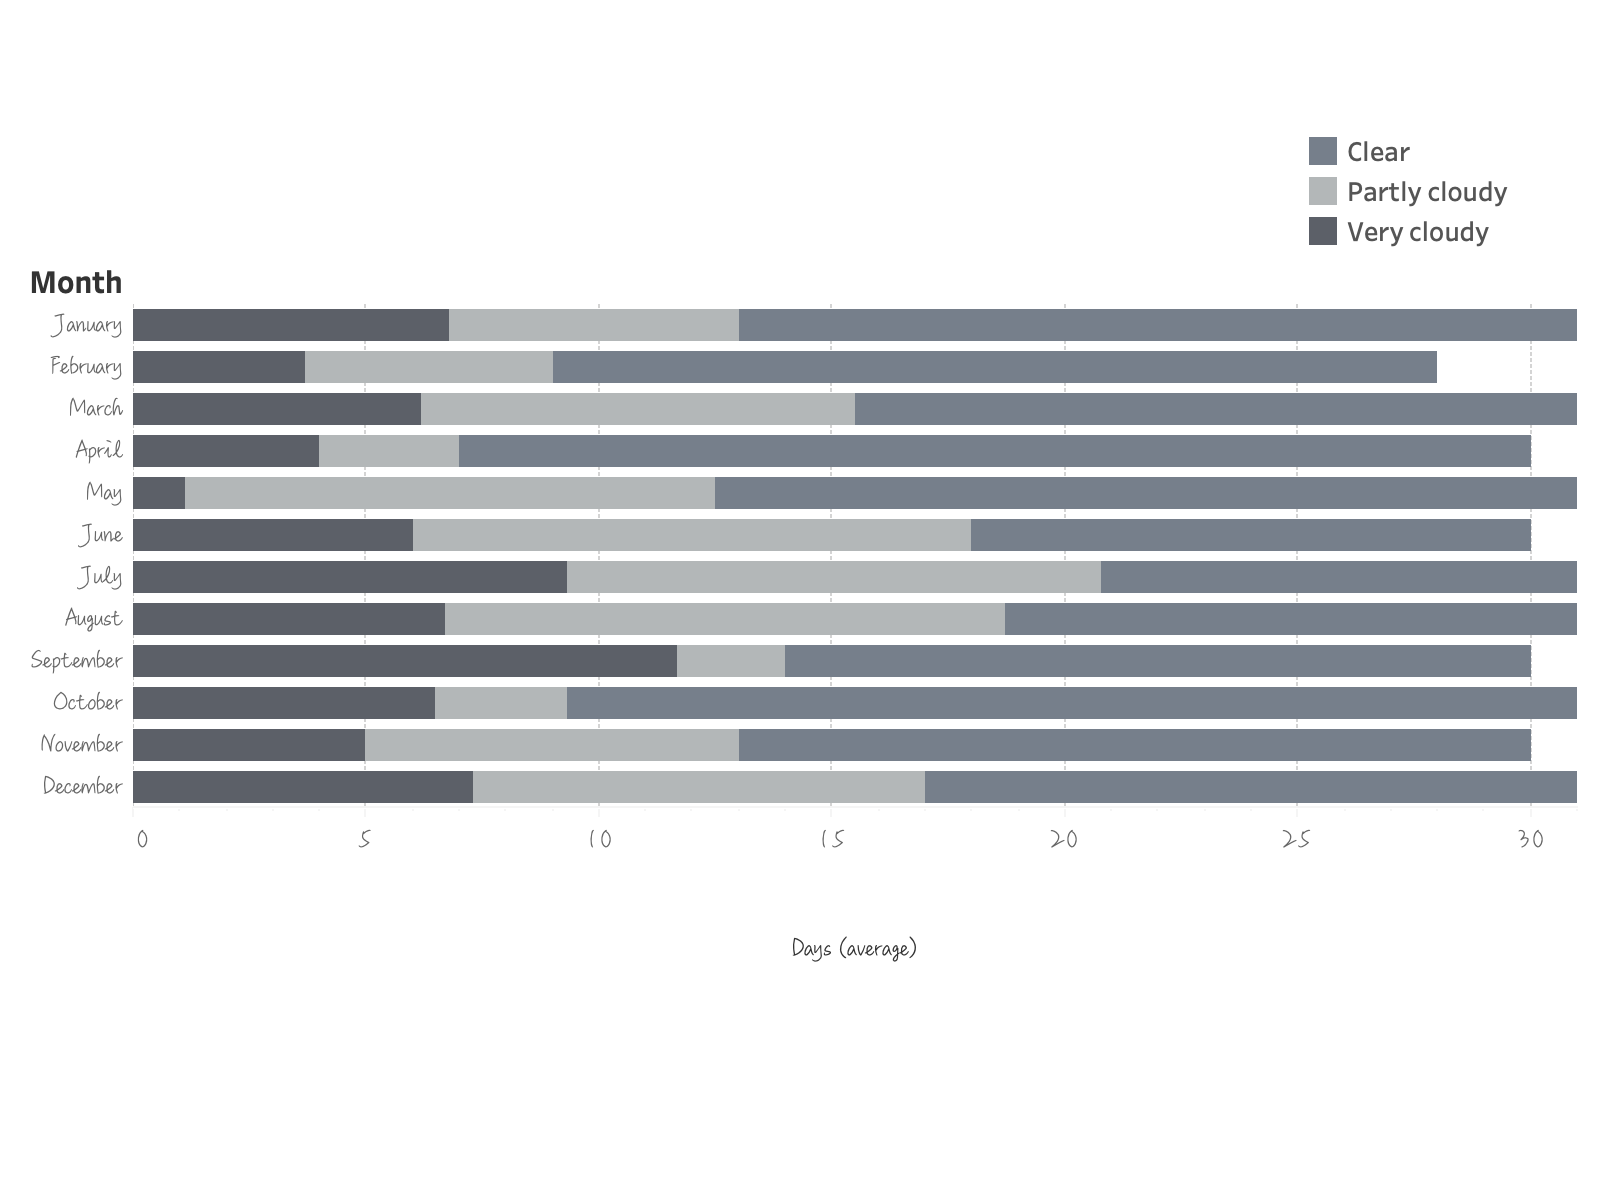 Clear
Partly cloudy
Very cloudy
Month
January
February
March
April
May
June
July
August
September
October
November
December
0 5 10 15 20 25 30
Days (average)